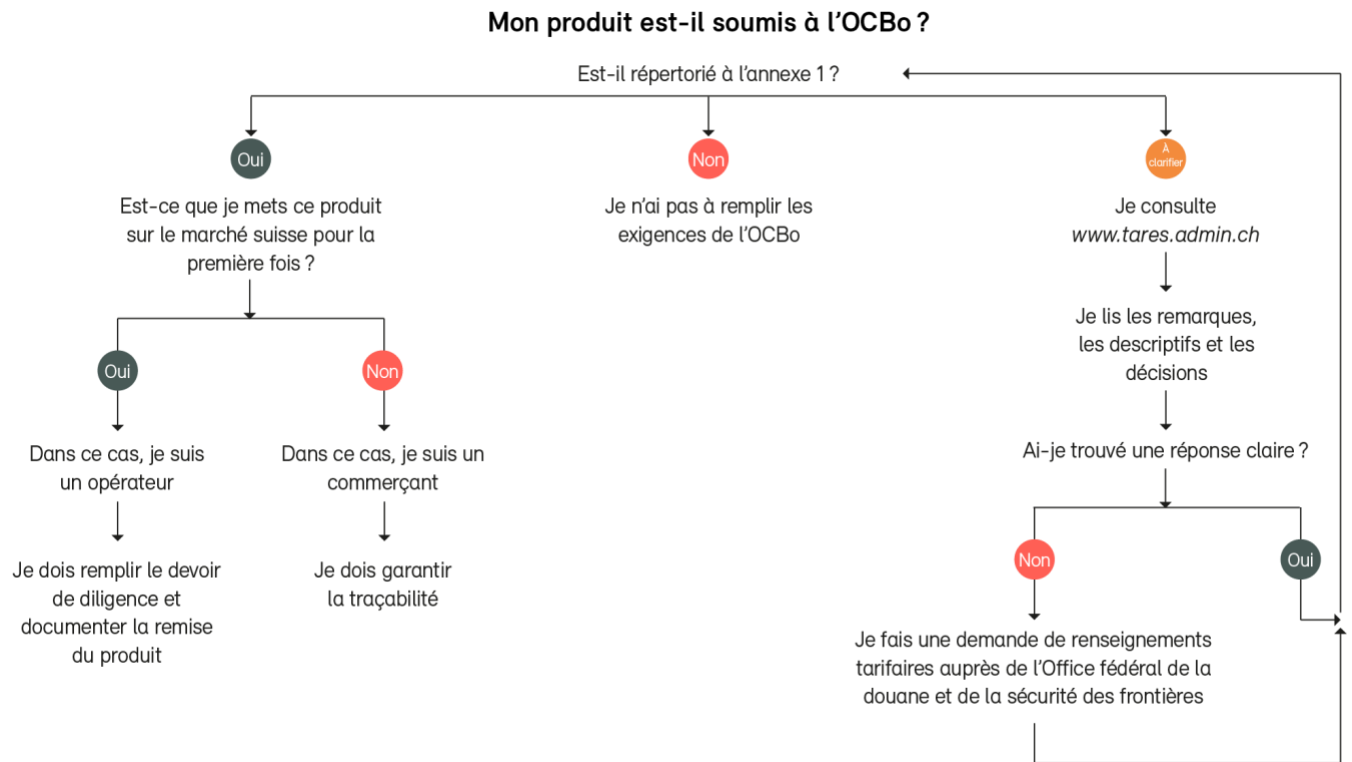 Mon produit est-il soumis à l’OCBo ?
Est-il répertorié à l’annexe 1 ?
Oui
Non
À
clarifier
Est-ce que je mets ce produit
sur le marché suisse pour la
première fois ?
Je n’ai pas à remplir les
exigences de l’OCBo
Je consulte
www.tares.admin.ch
Je lis les remarques,
les descriptifs et les
décisions
Oui
Non
Dans ce cas, je suis
un opérateur
Dans ce cas, je suis un
commerçant
Ai-je trouvé une réponse claire ?
Non
Oui
Je dois remplir le devoir
de diligence et
documenter la remise
du produit
Je dois garantir
la traçabilité
Je fais une demande de renseignements
tarifaires auprès de l’Office fédéral de la
douane et de la sécurité des frontières